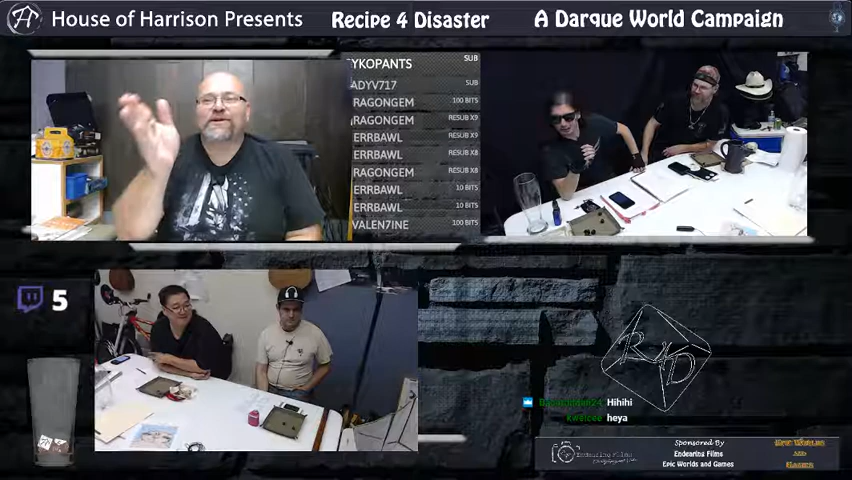 House of Harrison Presents
Recipe 4 Disaster
A Darque World Campaign
YKOPANTS SUB
ADYV717 SUB
RAGONGEM 100 BITS
RAGONGEM RESUB X9
ERRBAWL RESUB X9
ERRBAWL RESUB X8
RAGONGEM RESUB X8
ERRBAWL 10 BITS
ERRBAWL 10 BITS
VALEN7INE 100 BITS
5
R4D
Hihihi
kweicee heya
Sponsored By
Endearing Films
Epic Worlds and Games